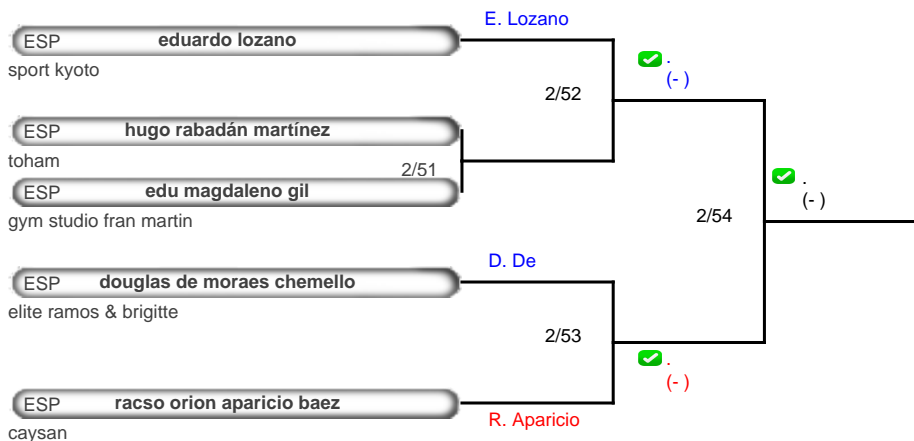 E. Lozano
ESP eduardo lozano
sport kyoto
.
(- )
2/52
ESP hugo rabadán martínez
toham
2/51
ESP edu magdaleno gil
gym studio fran martin
.
(- )
2/54
D. De
ESP douglas de moraes chemello
elite ramos & brigitte
2/53
.
(- )
ESP racso orion aparicio baez
R. Aparicio
caysan